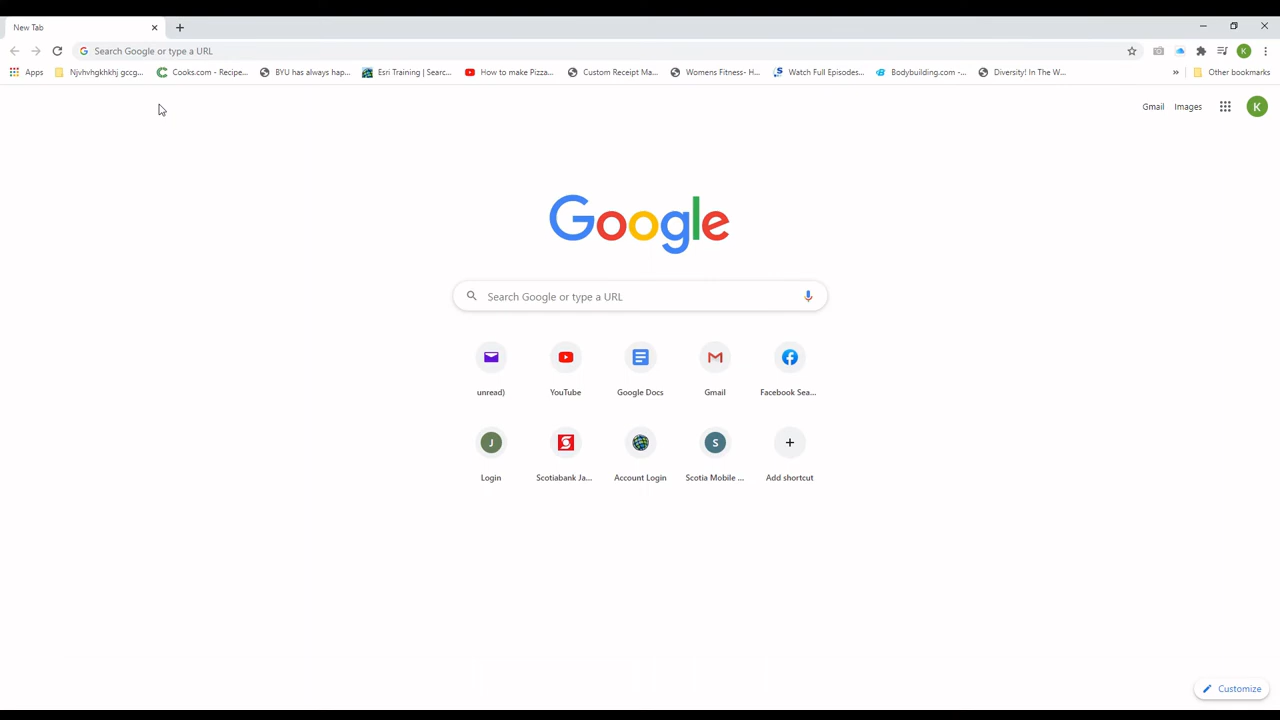 New Tab
Search Google or type a URL
Apps Njvhvhgkhkhj gccg... Cooks.com - Recipe... BYU has always hap... Esri Training | Searc... How to make Pizza... Custom Receipt Ma... Womens Fitness- H... Watch Full Episodes... Bodybuilding.com -... Diversity! In The W... » Other bookmarks
K
Gmail Images K
Google
Search Google or type a URL
unread) YouTube Google Docs Gmail Facebook Sea...
J S
Login Scotiabank Ja... Account Login Scotia Mobile ... Add shortcut
Customize